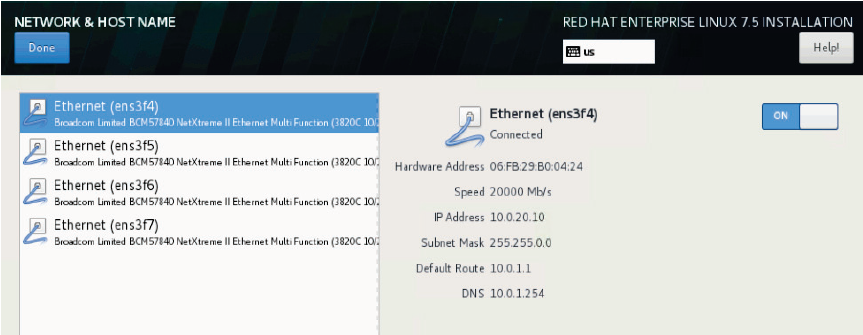 NETWORK & HOST NAME
RED HAT ENTERPRISE LINUX 7.5 INSTALLATION
Done
us
Help!
Ethernet (ens3f4)
Broadcom Limited BCM57840 NetXtreme II Ethernet Multi Function (3820C 10/
Ethernet (ens3f5)
Broadcom Limited BCM57840 NetXtreme II Ethernet Multi Function (3820C 10/2
Ethernet (ens3f6)
Broadcom Limited BCM57840 NetXtreme II Ethernet Multi Function (3820C 10/2
Ethernet (ens3f7)
Broadcom Limited BCM57840 NetXtreme II Ethernet Multi Function (3820C 10/2
Ethernet (ens3f4)
Connected
ON
Hardware Address 06:FB:29:B0:04:24
Speed 20000 Mb/s
IP Address 10.0.20.10
Subnet Mask 255.255.0.0
Default Route 10.0.1.1
DNS 10.0.1.254